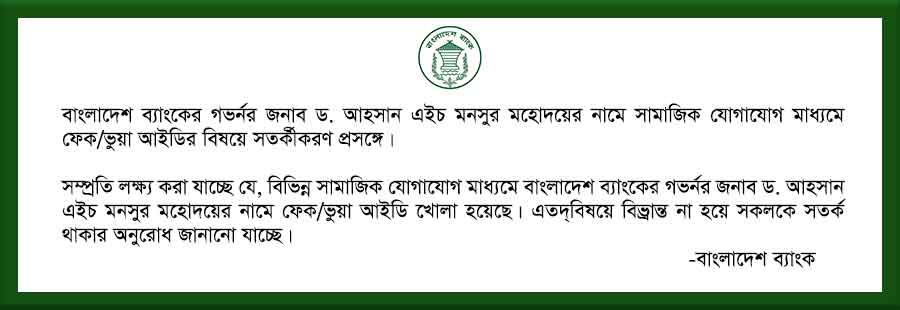 বাংলাদেশ ব্যাংক
বাংলাদেশ ব্যাংকের গভর্নর জনাব ড. আহসান এইচ মনসুর মহোদয়ের নামে সামাজিক যোগাযোগ মাধ্যমে
ফেক/ভুয়া আইডির বিষয়ে সতর্কীকরণ প্রসঙ্গে।
সম্প্রতি লক্ষ্য করা যাচ্ছে যে, বিভিন্ন সামাজিক যোগাযোগ মাধ্যমে বাংলাদেশ ব্যাংকের গভর্নর জনাব ড. আহসান
এইচ মনসুর মহোদয়ের নামে ফেক/ভুয়া আইডি খোলা হয়েছে। এতদ্‌বিষয়ে বিভ্রান্ত না হয়ে সকলকে সতর্ক
থাকার অনুরোধ জানানো যাচ্ছে।
-বাংলাদেশ ব্যাংক